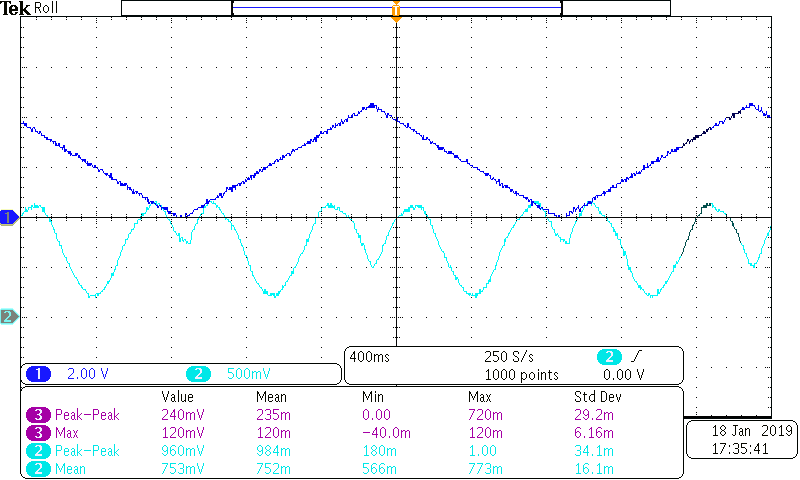 Tek Roll
T
1
2
1 2.00 V 2 500mV
400ms 250 S/s 2 0.00 V
1000 points
Value Mean Min Max Std Dev
3 Peak-Peak 240mV 235m 0.00 720m 29.2m
3 Max 120mV 120m -40.0m 120m 6.16m
2 Peak-Peak 960mV 984m 180m 1.00 34.1m
2 Mean 753mV 752m 566m 773m 16.1m
18 Jan 2019
17:35:41